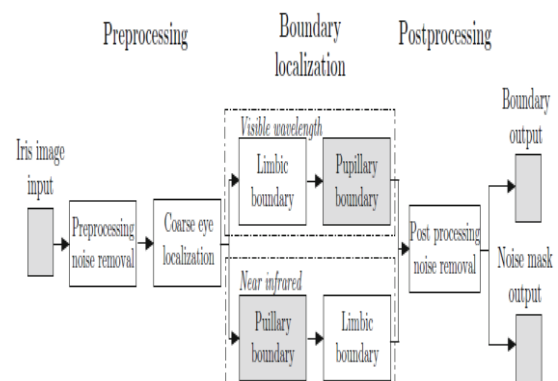 Preprocessing
Boundary
localization
Postprocessing
Iris image
input
Preprocessing
noise removal
Coarse eye
localization
Visible wavelength
Limbic
boundary
Pupillary
boundary
Near infrared
Puillary
boundary
Limbic
boundary
Post processing
noise removal
Boundary
output
Noise mask
output